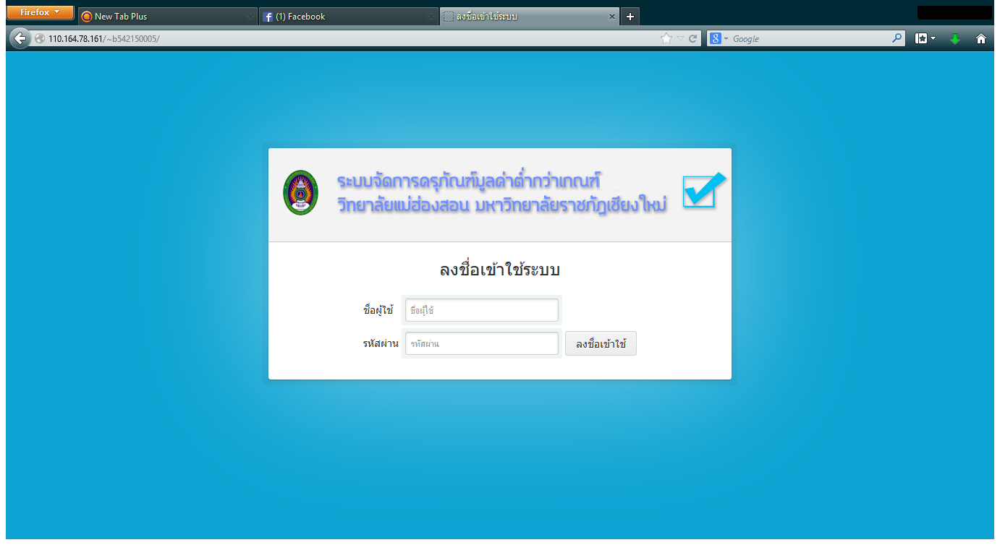 Firefox
New Tab Plus
(1) Facebook
ลงชื่อเข้าใช้ระบบ
110.164.78.161/~b542150005/
Google
ระบบจัดการครุภัณฑ์มูลค่าต่ำกว่าเกณฑ์
วิทยาลัยแม่ฮ่องสอน มหาวิทยาลัยราชภัฏเชียงใหม่
ลงชื่อเข้าใช้ระบบ
ชื่อผู้ใช้ ชื่อผู้ใช้
รหัสผ่าน รหัสผ่าน ลงชื่อเข้าใช้